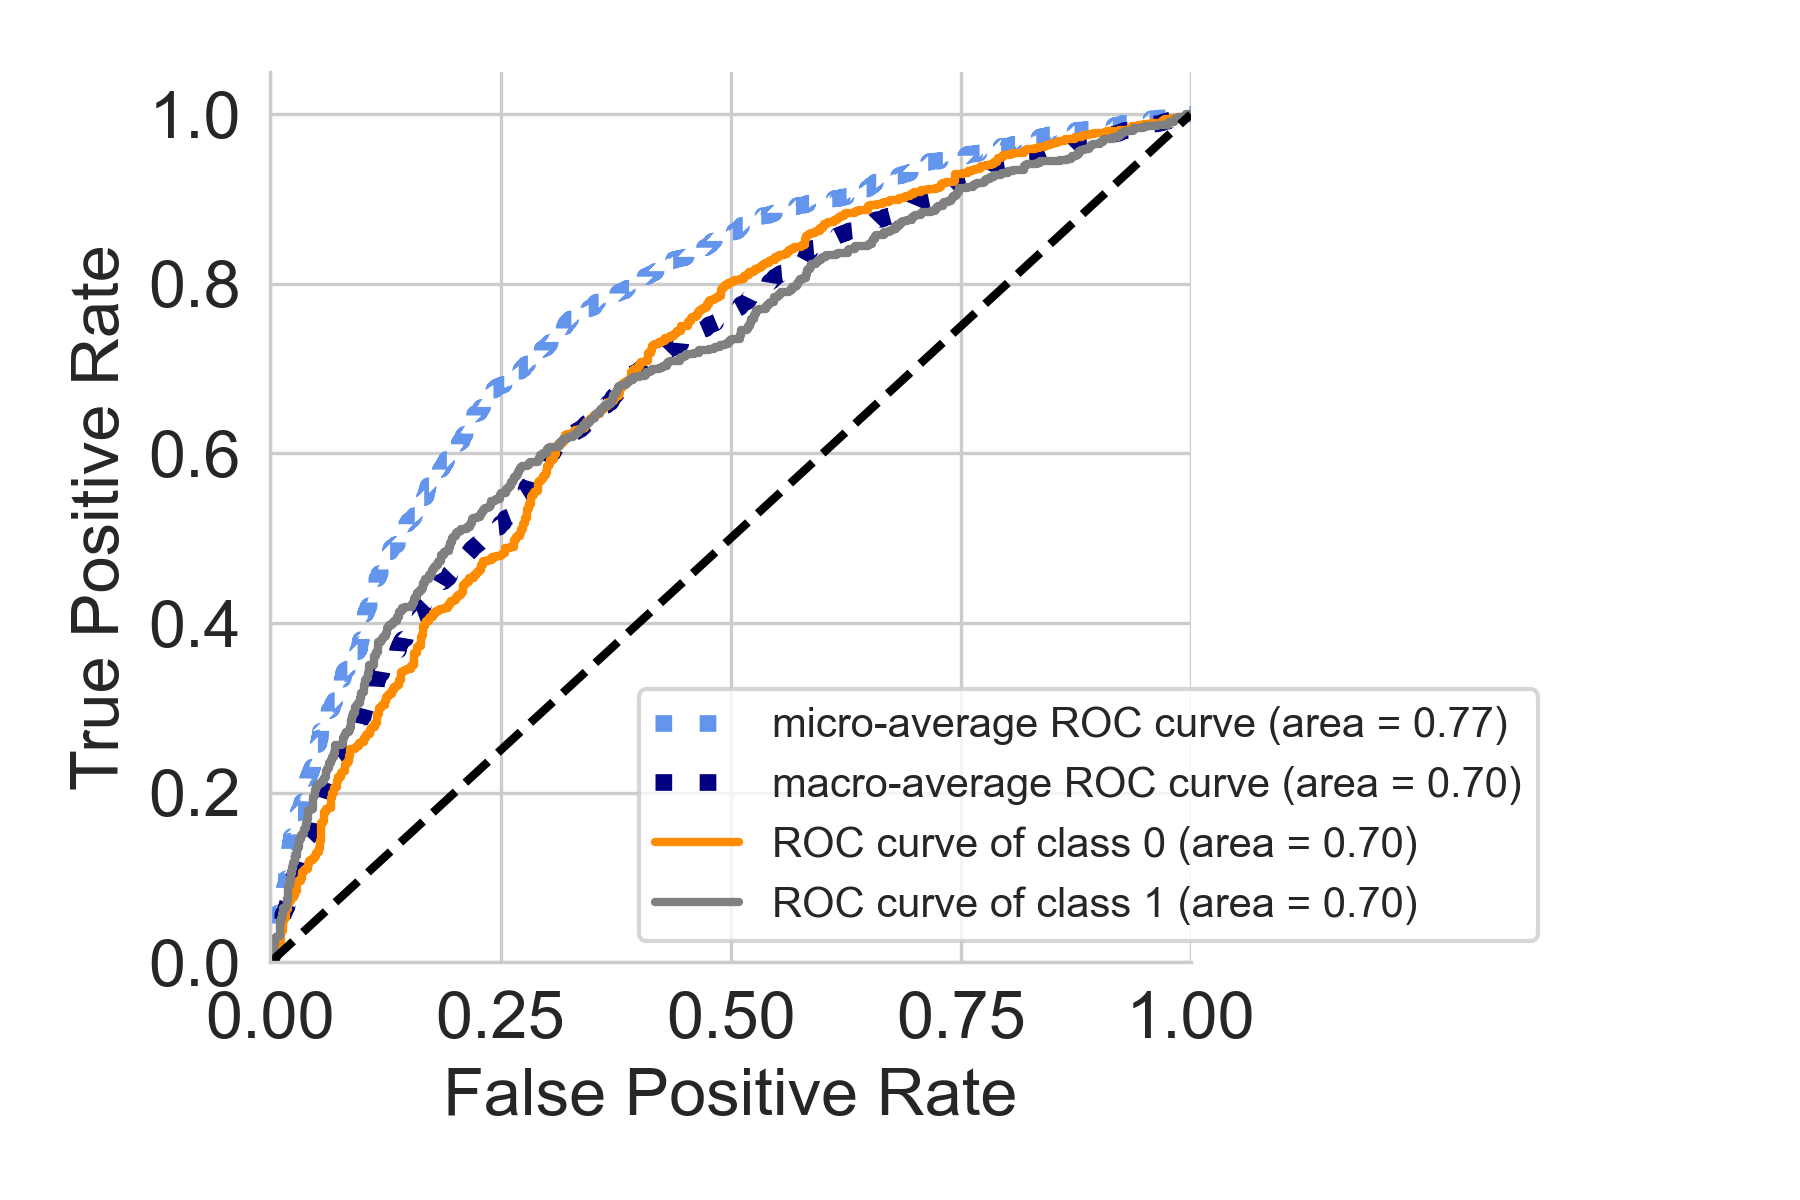 True Positive Rate
1.0
0.8
0.6
0.4
0.2
0.0
micro-average ROC curve (area = 0.77)
macro-average ROC curve (area = 0.70)
ROC curve of class 0 (area = 0.70)
ROC curve of class 1 (area = 0.70)
0.00 0.25 0.50 0.75 1.00
False Positive Rate